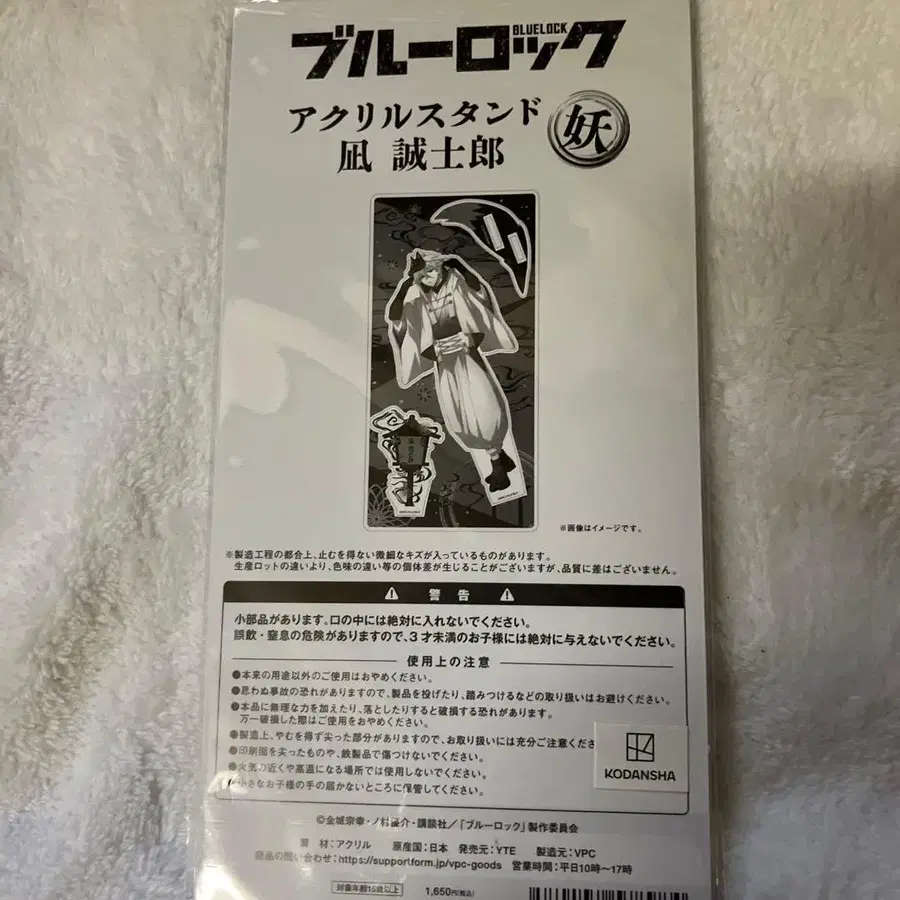 BLUELOCK
ブルーロック
アクリルスタンド
凪 誠士郎
妖
※画像はイメージです。
※製造工程の都合上、止むを得ない微細なキズが入っているものがあります。
生産ロットの違いより、色味の違い等の個体差が生じることがございますが、品質に差はございません。
⚠ 警告 ⚠
小部品があります。口の中には絶対に入れないでください。
誤飲・窒息の危険がありますので、3才未満のお子様には絶対に与えないでください。
使用上の注意
●本来の用途以外のご使用はおやめください。
●思わぬ事故の恐れがありますので、製品を投げたり、踏みつけるなどの取り扱いはお避けください。
●本品に無理な力を加えたり、落としたりすると破損する恐れがあります。
万一破損した際はご使用をおやめください。
●製造上、やむを得ず尖った部分がありますので、お取り扱いには充分ご注意くださ
●印刷面を尖ったものや、鉄製品で傷つけないでください。
●火気の近くや高温になる場所では使用しないでください。
小さなお子様の手の届かないところに保管してください。
KODANSHA
©金城宗幸・ノ村優介・講談社/「ブルーロック」製作委員会
素 材:アクリル 原産国:日本 発売元:YTE 製造元:VPC
商品の問い合わせ:https://supportform.jp/vpc-goods 営業時間:平日10時〜17時
対象年齢15歳以上 1,650円(税込)